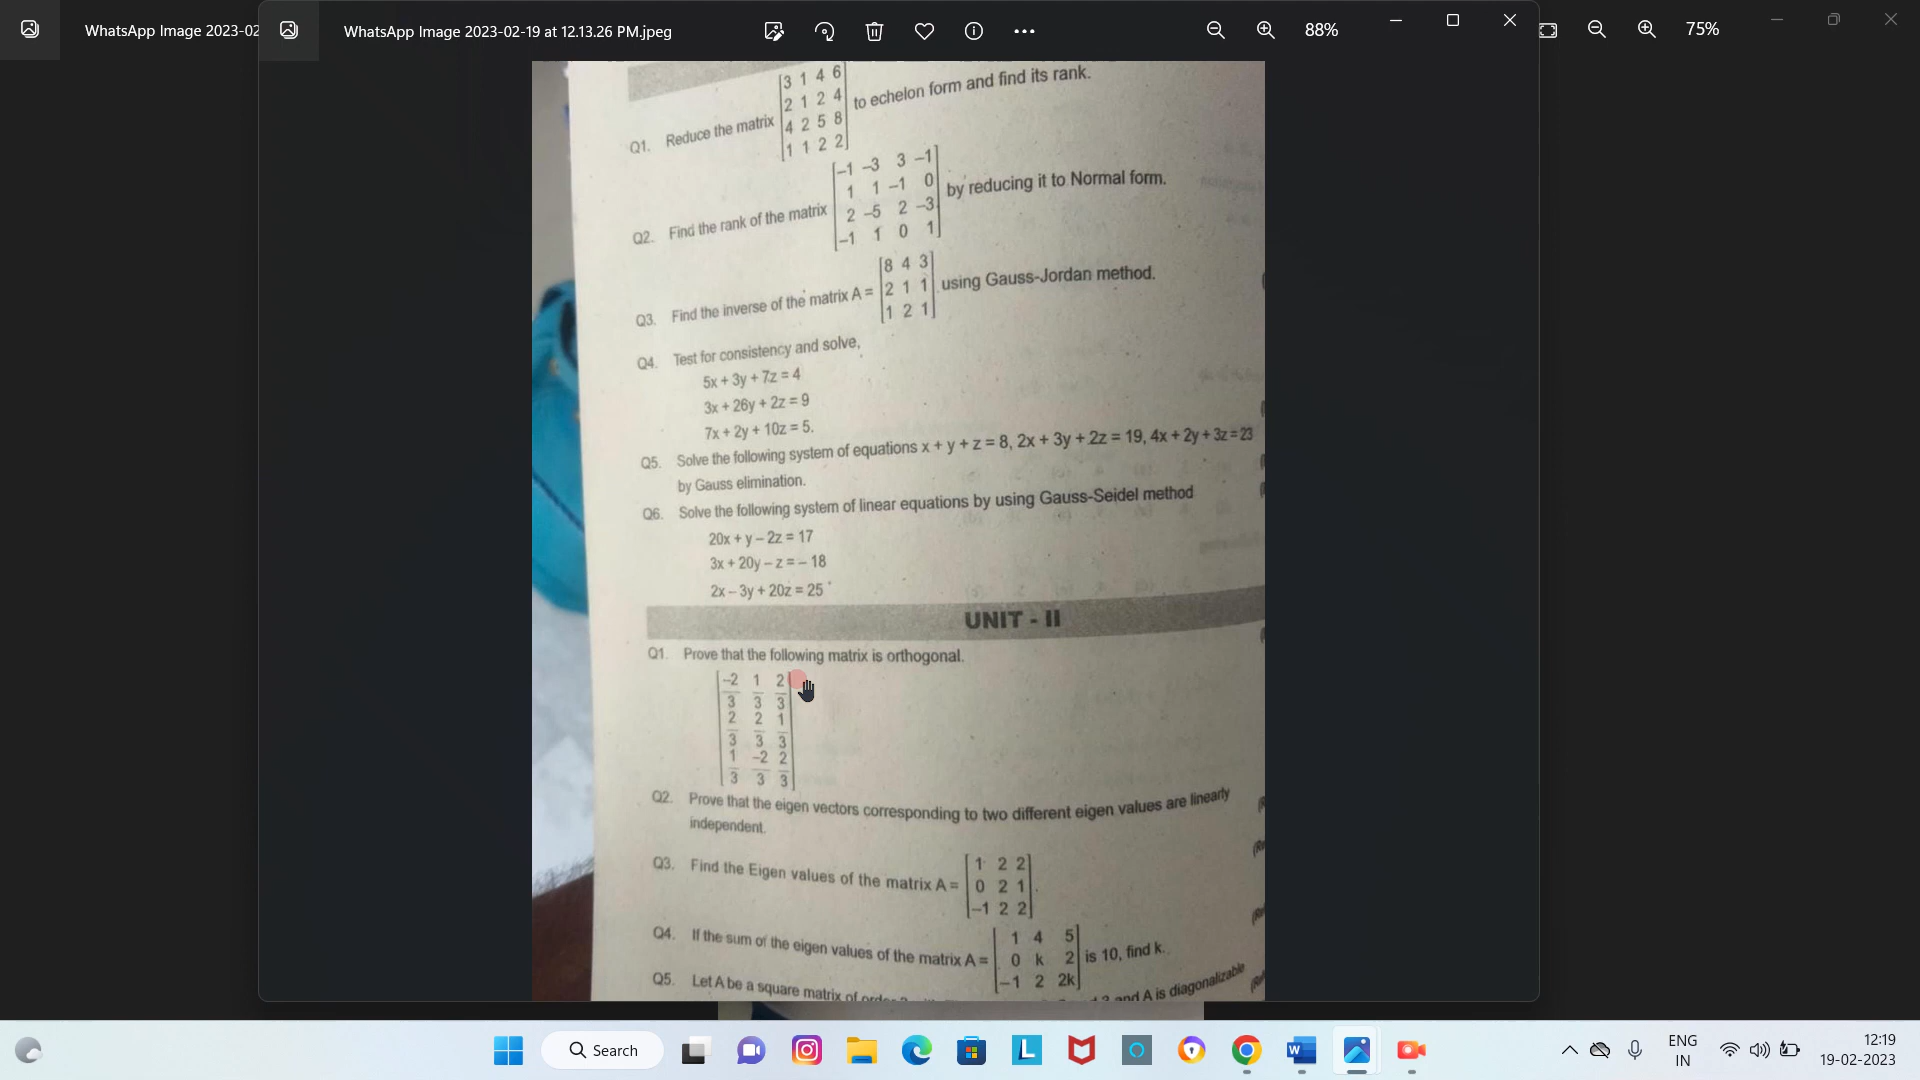 WhatsApp Image 2023-02
WhatsApp Image 2023-02-19 at 12.13.26 PM.jpeg
88%
75%
3 1 4 6
2 1 2 4
4 2 5 8
1 1 2 2
Q1. Reduce the matrix to echelon form and find its rank.
-1 -3 3 -1
1 1 -1 0
2 -5 2 -3
-1 1 0 1
Q2. Find the rank of the matrix by reducing it to Normal form.
8 4 3
2 1 1
1 2 1
Q3. Find the inverse of the matrix A = using Gauss-Jordan method.
Q4. Test for consistency and solve,
5x + 3y + 7z = 4
3x + 26y + 2z = 9
7x + 2y + 10z = 5.
Q5. Solve the following system of equations x + y + z = 8, 2x + 3y + 2z = 19, 4x + 2y + 3z = 23
by Gauss elimination.
Q6. Solve the following system of linear equations by using Gauss-Seidel method
20x + y – 2z = 17
3x + 20y – z = – 18
2x – 3y + 20z = 25
UNIT - II
Q1. Prove that the following matrix is orthogonal.
-2 1 2
3 3 3
2 2 1
3 3 3
1 -2 2
3 3 3
Q2. Prove that the eigen vectors corresponding to two different eigen values are linearly
independent.
Q3. Find the Eigen values of the matrix A =
1 2 2
0 2 1
-1 2 2
Q4. If the sum of the eigen values of the matrix A = is 10, find k.
1 4 5
0 k 2
-1 2 2k
Q5. Let A be a square matrix of and A is diagonalizable
Search
ENG
IN
12:19
19-02-2023